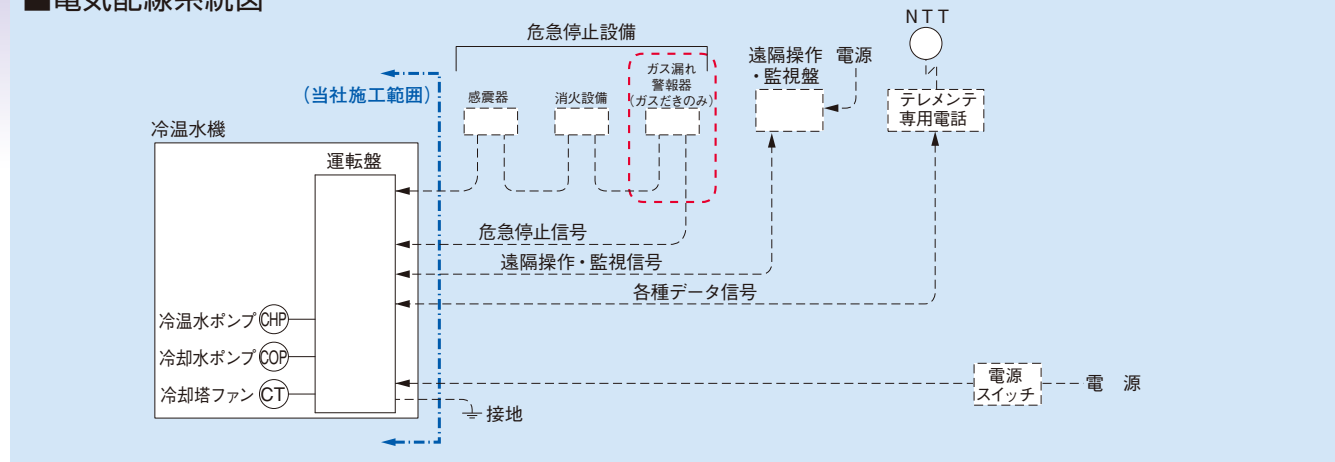 ■電気配線系統図
NTT
危急停止設備
遠隔操作
・監視盤
電源
ガス漏れ
警報器
(ガスだきのみ)
(当社施工範囲)
感震器
消火設備
テレメンテ
専用電話
冷温水機
運転盤
危急停止信号
遠隔操作・監視信号
各種データ信号
冷温水ポンプ CHP
冷却水ポンプ COP
冷却塔ファン CT
電源
スイッチ
電 源
接地